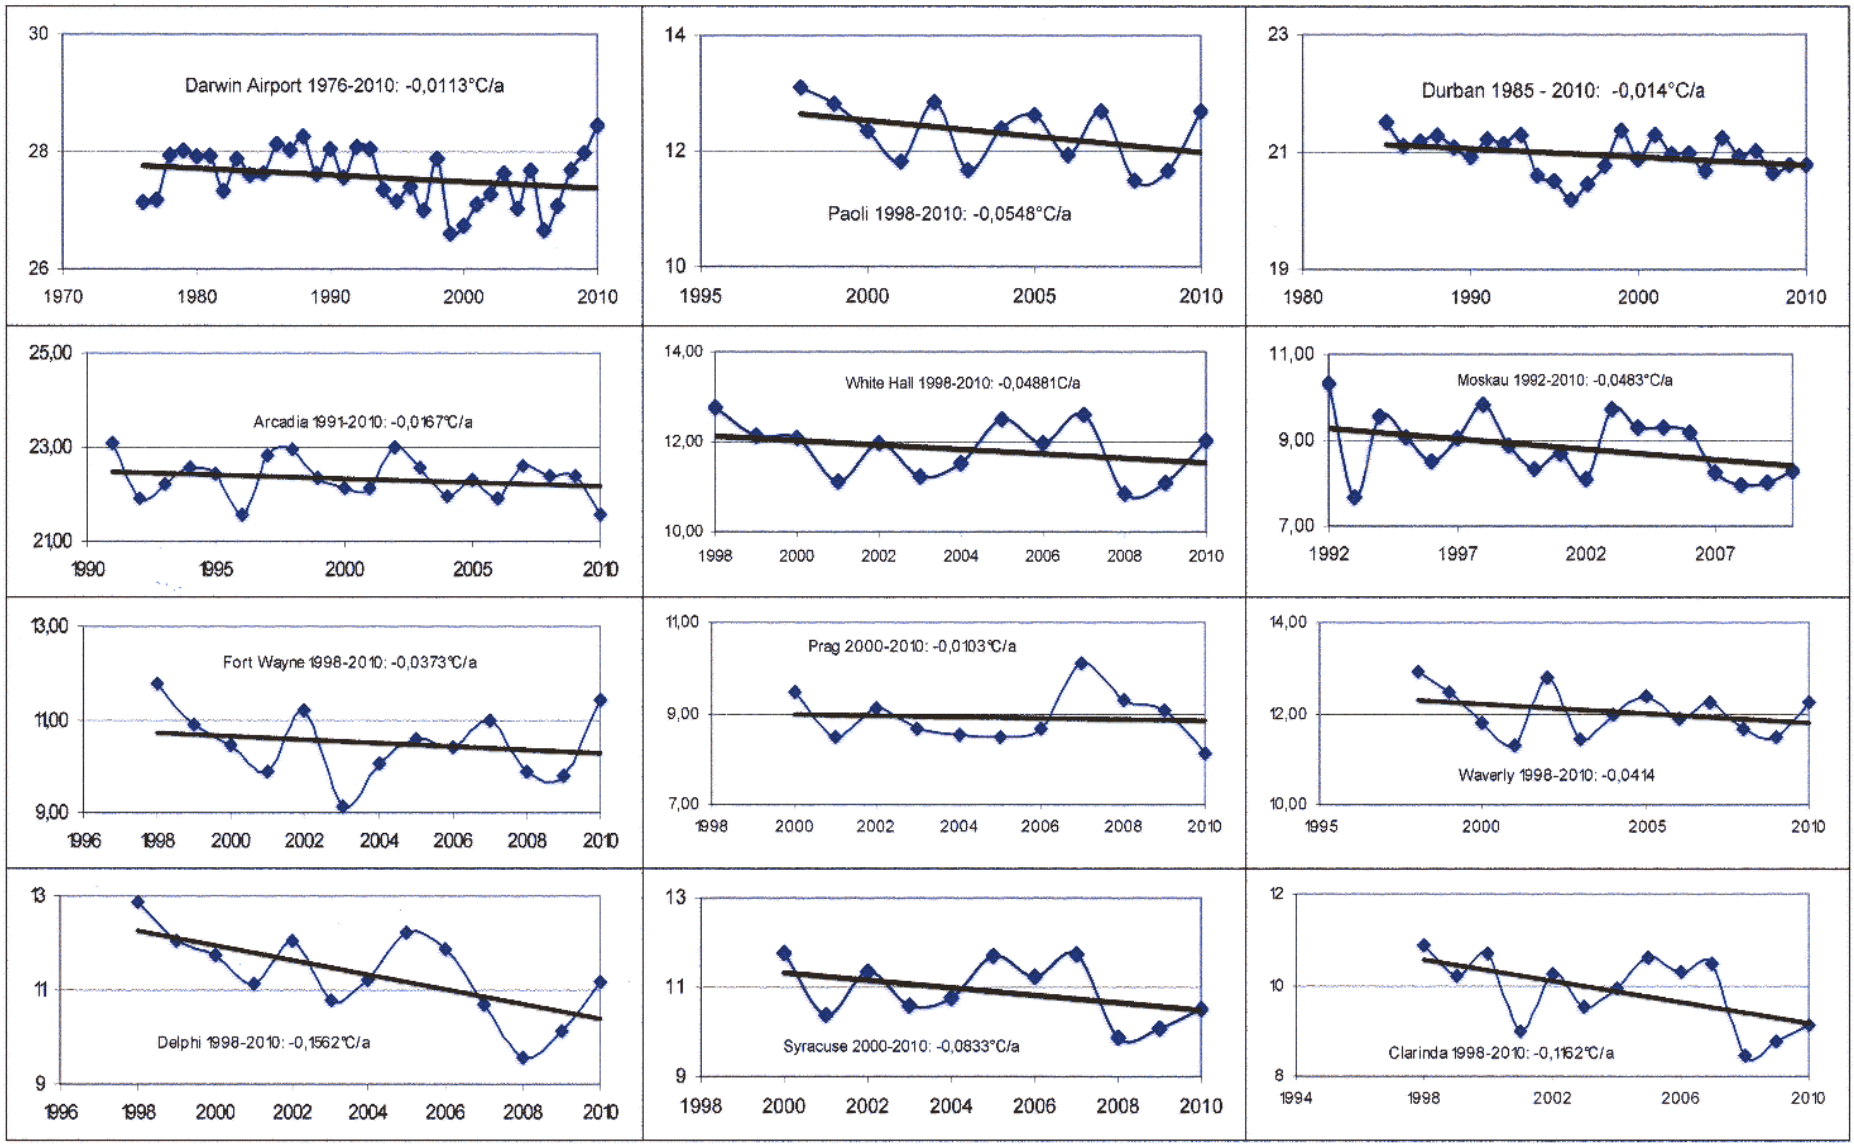 30
28
26
1970 1980 1990 2000 2010
Darwin Airport 1976-2010: -0,0113°C/a
14
12
10
1995 2000 2005 2010
Paoli 1998-2010: -0,0548°C/a
23
21
19
1980 1990 2000 2010
Durban 1985 - 2010: -0,014°C/a
25,00
23,00
21,00
1990 1995 2000 2005 2010
Arcadia 1991-2010: -0,0167°C/a
14,00
12,00
10,00
1998 2000 2002 2004 2006 2008 2010
White Hall 1998-2010: -0,04881C/a
11,00
9,00
7,00
1992 1997 2002 2007
Moskau 1992-2010: -0,0483°C/a
13,00
11,00
9,00
1996 1998 2000 2002 2004 2006 2008 2010
Fort Wayne 1998-2010: -0,0373°C/a
11,00
9,00
7,00
1998 2000 2002 2004 2006 2008 2010
Prag 2000-2010: -0,0103°C/a
14,00
12,00
10,00
1995 2000 2005 2010
Waverly 1998-2010: -0,0414
13
11
9
1996 1998 2000 2002 2004 2006 2008 2010
Delphi 1998-2010: -0,1562°C/a
13
11
9
1998 2000 2002 2004 2006 2008 2010
Syracuse 2000-2010: -0,0833°C/a
12
10
8
1994 1998 2002 2006 2010
Clarinda 1998-2010: -0,1162°C/a